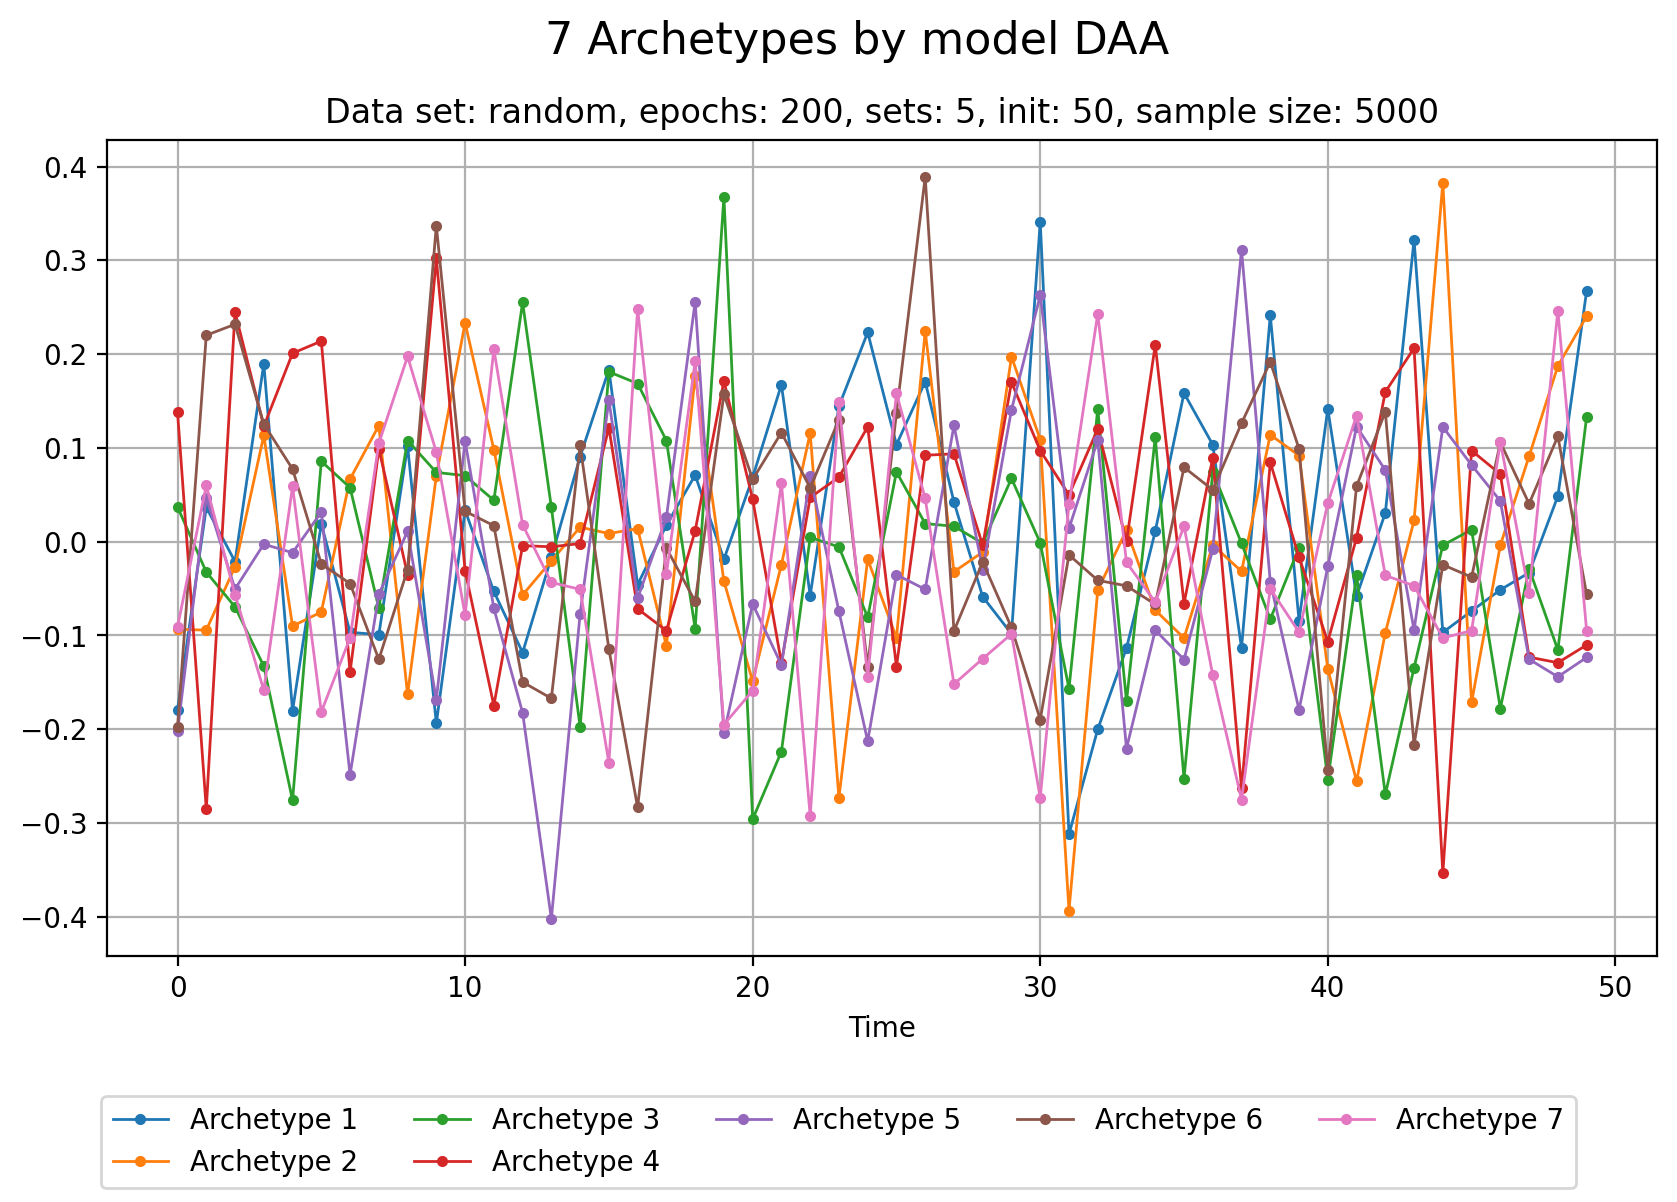 7 Archetypes by model DAA
Data set: random, epochs: 200, sets: 5, init: 50, sample size: 5000
0.4
0.3
0.2
0.1
0.0
−0.1
−0.2
−0.3
−0.4
0 10 20 30 40 50
Time
Archetype 1 Archetype 3 Archetype 5 Archetype 6 Archetype 7
Archetype 2 Archetype 4